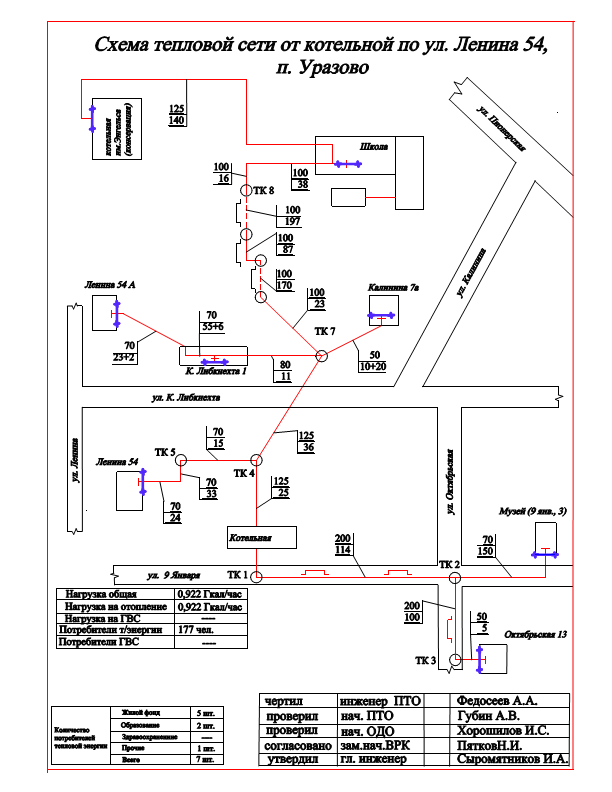 Схема тепловой сети от котельной по ул. Ленина 54,
п. Уразово
котельная
им.Энгельса
(консервация)
125
140
Школа
ул. Пионерская
100
16
100
38
ТК 8
100
197
100
87
ул. Калинина
100
170
Ленина 54 А
Калинина 7а
100
23
70
55+6
ТК 7
70
23+2
50
10+20
К. Либкнехта 1
80
11
ул. К. Либкнехта
70
15
125
36
ул. Ленина
Ленина 54
ТК 5
ТК 4
ул. Октябрьская
70
33
125
25
70
24
Музей (9 янв., 3)
Котельная
200
114
70
150
ул. 9 Января
ТК 1
ТК 2
Нагрузка общая 0,922 Гкал/час
Нагрузка на отопление 0,922 Гкал/час
Нагрузка на ГВС ----
Потребители т/энергии 177 чел.
Потребители ГВС ----
200
100
50
5
Октябрьская 13
ТК 3
чертил инженер ПТО Федосеев А.А.
проверил нач. ПТО Губин А.В.
проверил нач. ОДО Хорошилов И.С.
согласовано зам.нач.ВРК ПятковН.И.
утвердил гл. инженер Сыромятников И.А.
Количество
потребителей
тепловой энергии
Живой фонд 5 шт.
Образование 2 шт.
Здравоохранение ----
Прочие 1 шт.
Всего 7 шт.